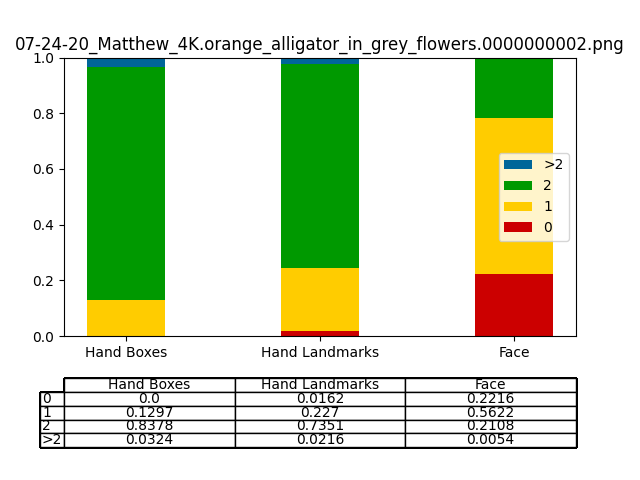 07-24-20_Matthew_4K.orange_alligator_in_grey_flowers.0000000002.png
1.0
0.8
0.6
0.4
0.2
0.0
>2
2
1
0
Hand Boxes Hand Landmarks Face
Hand Boxes Hand Landmarks Face
0 0.0 0.0162 0.2216
1 0.1297 0.227 0.5622
2 0.8378 0.7351 0.2108
>2 0.0324 0.0216 0.0054